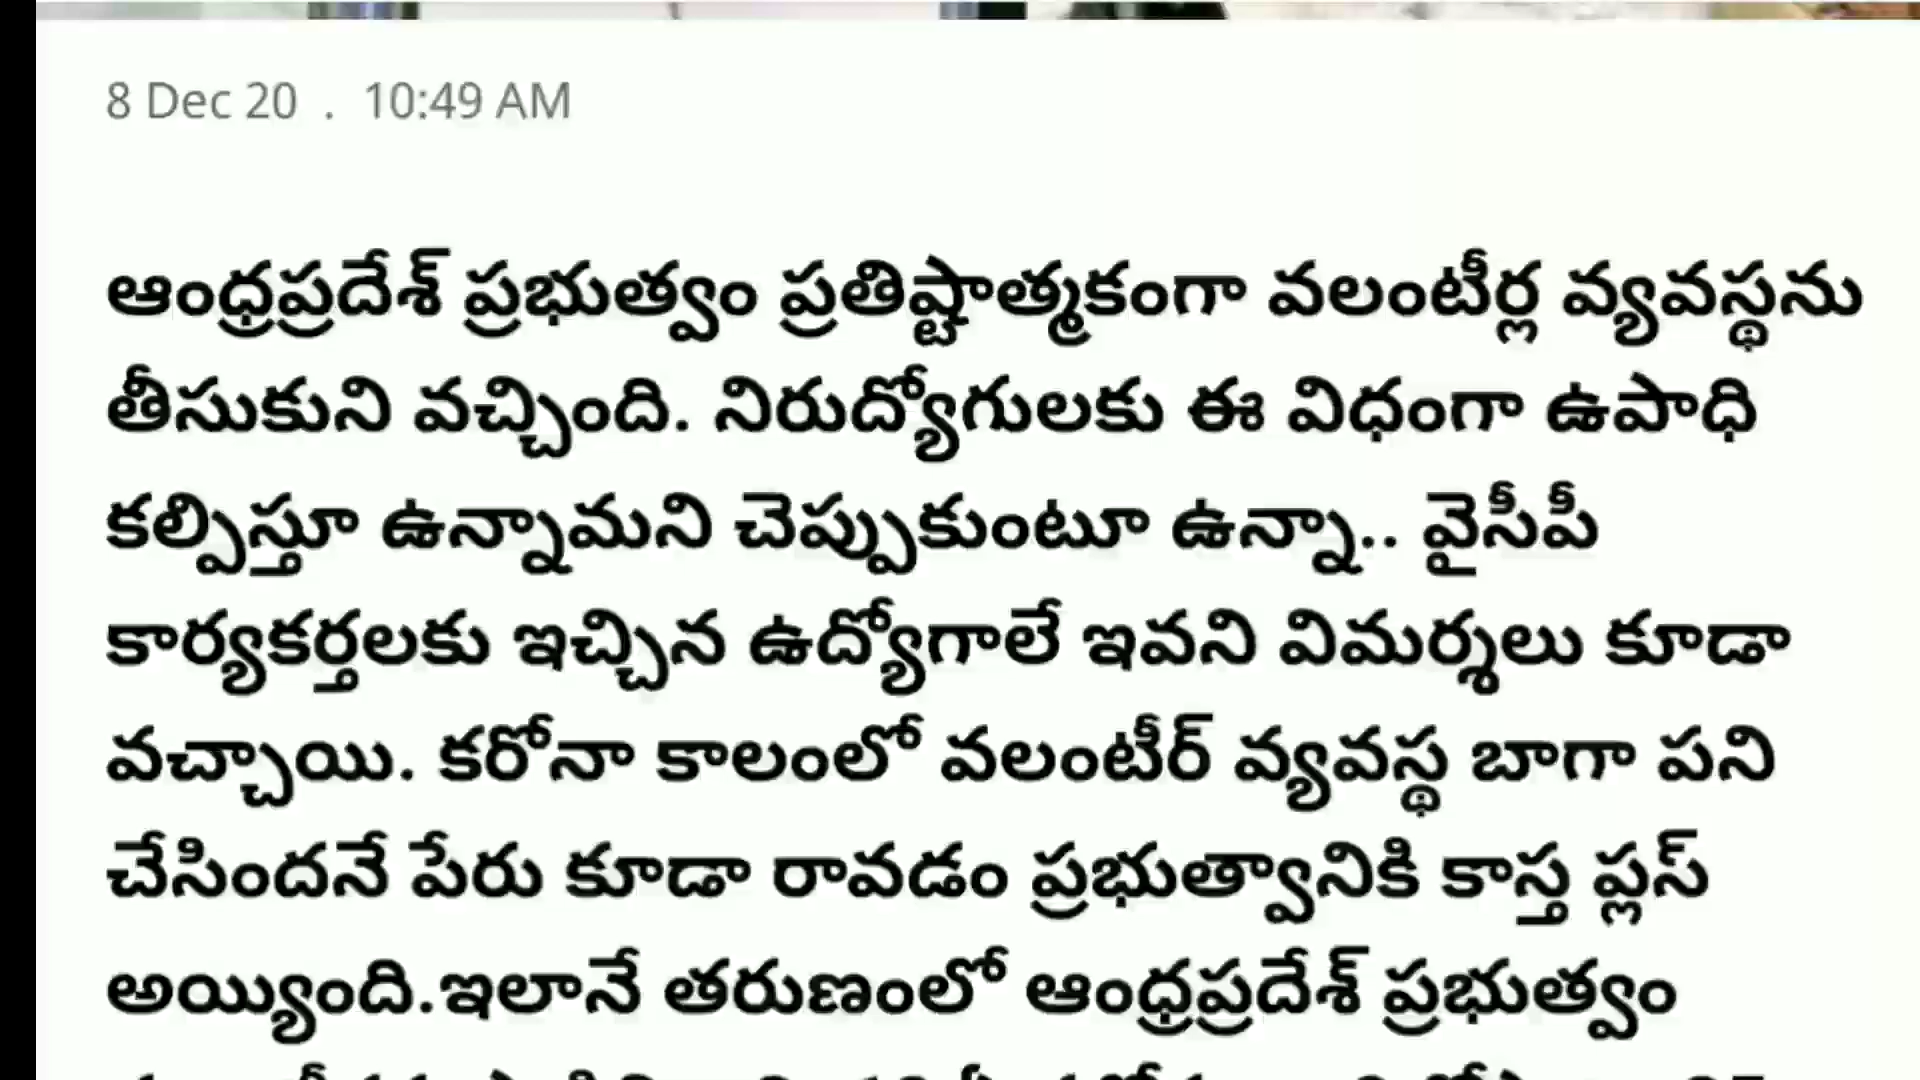 8 Dec 20 . 10:49 AM
ఆంధ్రప్రదేశ్ ప్రభుత్వం ప్రతిష్టాత్మకంగా వలంటీర్ల వ్యవస్థను
తీసుకుని వచ్చింది. నిరుద్యోగులకు ఈ విధంగా ఉపాధి
కల్పిస్తూ ఉన్నామని చెప్పుకుంటూ ఉన్నా.. వైసీపీ
కార్యకర్తలకు ఇచ్చిన ఉద్యోగాలే ఇవని విమర్శలు కూడా
వచ్చాయి. కరోనా కాలంలో వలంటీర్ వ్యవస్థ బాగా పని
చేసిందనే పేరు కూడా రావడం ప్రభుత్వానికి కాస్త ప్లస్
అయ్యింది.ఇలానే తరుణంలో ఆంధ్రప్రదేశ్ ప్రభుత్వం